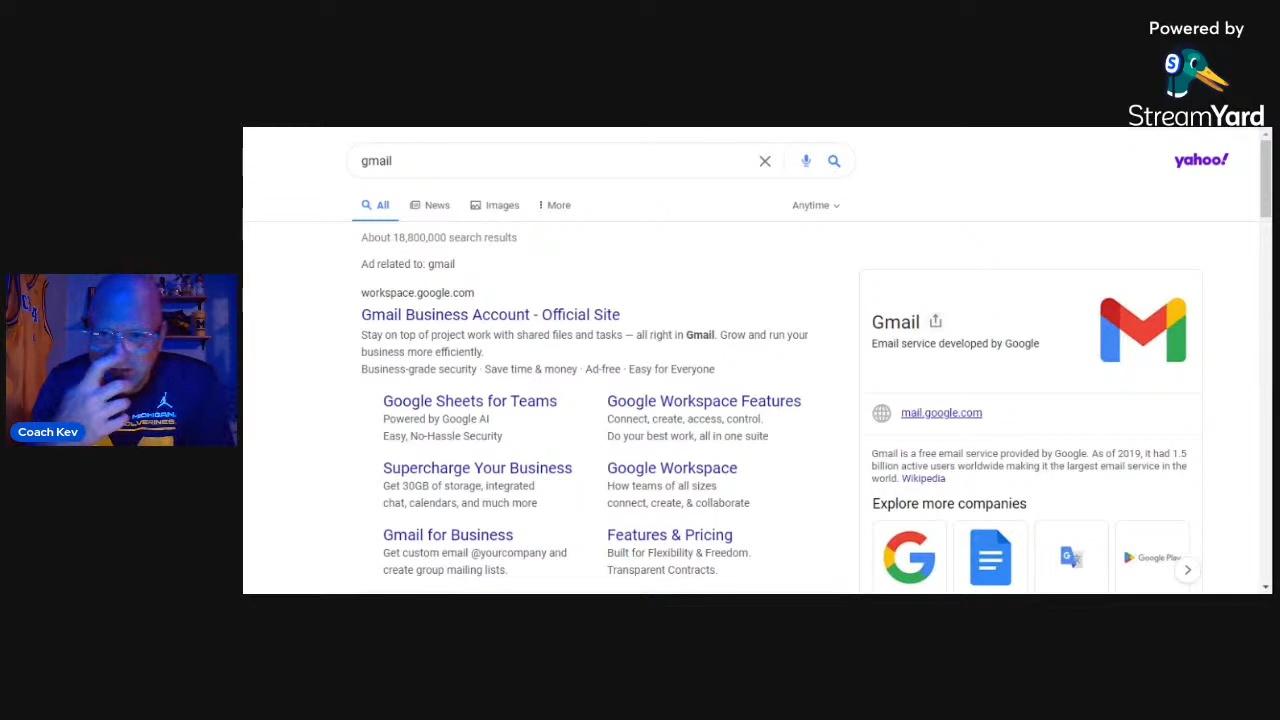 Powered by
S
StreamYard
gmail
yahoo!
All
News
Images
More
Anytime
About 18,800,000 search results
Ad related to: gmail
workspace.google.com
Gmail Business Account - Official Site
Stay on top of project work with shared files and tasks — all right in Gmail. Grow and run your
business more efficiently.
Business-grade security · Save time & money · Ad-free · Easy for Everyone
Google Sheets for Teams
Powered by Google AI
Easy, No-Hassle Security
Google Workspace Features
Connect, create, access, control.
Do your best work, all in one suite
Supercharge Your Business
Get 30GB of storage, integrated
chat, calendars, and much more
Google Workspace
How teams of all sizes
connect, create, & collaborate
Gmail for Business
Get custom email @yourcompany and
create group mailing lists.
Features & Pricing
Built for Flexibility & Freedom.
Transparent Contracts.
Gmail
Email service developed by Google
mail.google.com
Gmail is a free email service provided by Google. As of 2019, it had 1.5
billion active users worldwide making it the largest email service in the
world. Wikipedia
Explore more companies
Google Play
MICHIGAN
WOLVERINES
Coach Kev